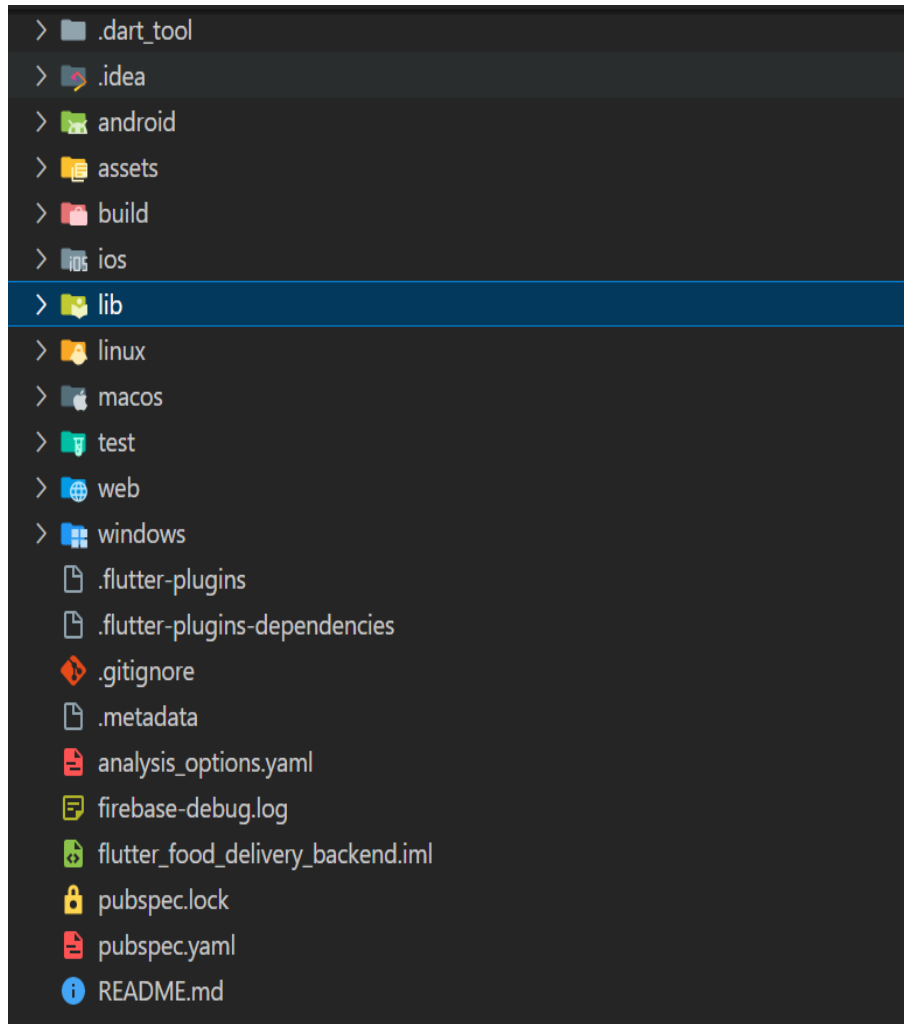 .dart_tool
.idea
android
assets
build
ios
lib
linux
macos
test
web
windows
.flutter-plugins
.flutter-plugins-dependencies
.gitignore
.metadata
analysis_options.yaml
firebase-debug.log
flutter_food_delivery_backend.iml
pubspec.lock
pubspec.yaml
README.md